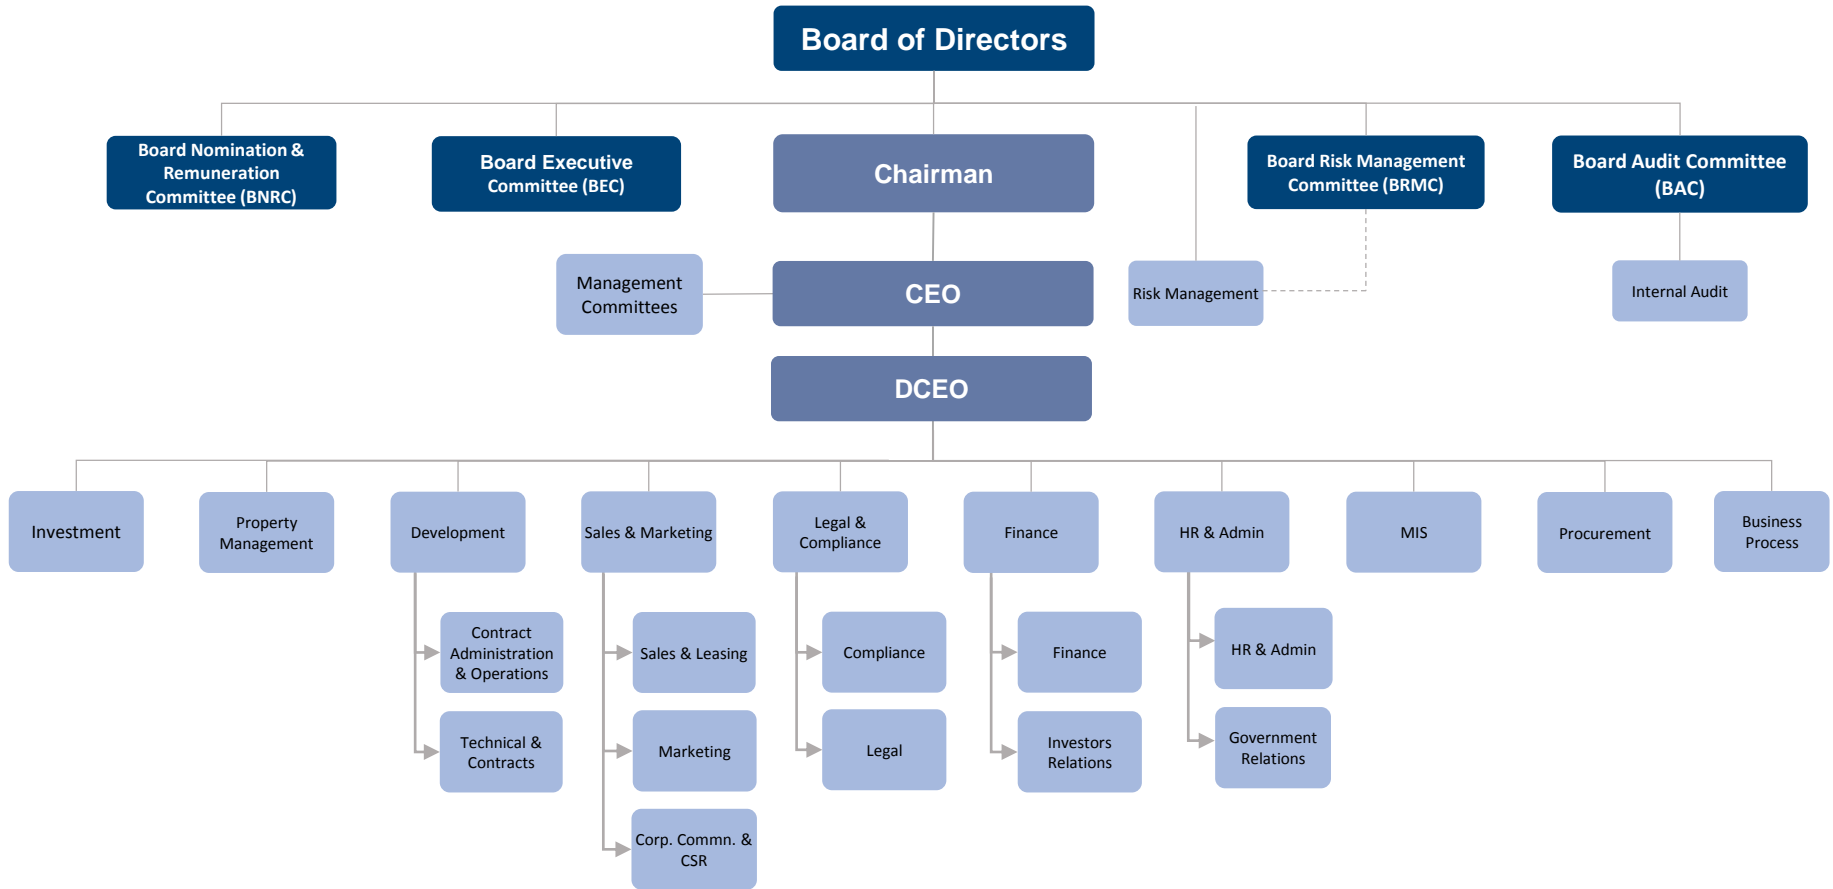 Board of Directors
Board Nomination &
Remuneration
Committee (BNRC)
Board Executive
Committee (BEC)
Chairman
Board Risk Management
Committee (BRMC)
Board Audit Committee
(BAC)
Management
Committees
CEO
Risk Management
Internal Audit
DCEO
Investment
Property
Management
Development
Sales & Marketing
Legal &
Compliance
Finance
HR & Admin
MIS
Procurement
Business
Process
Contract
Administration
& Operations
Sales & Leasing
Compliance
Finance
HR & Admin
Technical &
Contracts
Marketing
Legal
Investors
Relations
Government
Relations
Corp. Commn. &
CSR